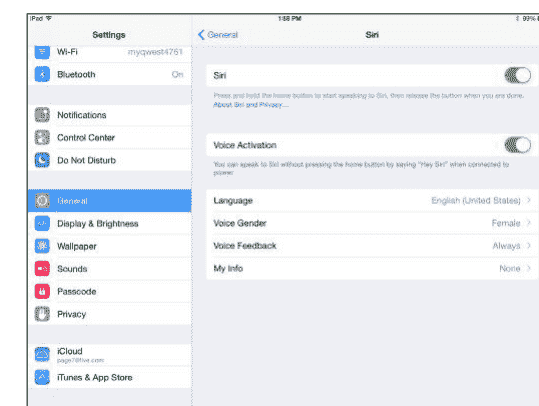 iPad
1:56 PM
99%
Settings
General
Siri
Wi-Fi
myqwest4751
Bluetooth
On
Notifications
Control Center
Do Not Disturb
General
Display & Brightness
Wallpaper
Sounds
Passcode
Privacy
iCloud
iTunes & App Store
Siri
Press and hold the home button to start speaking to Siri, then release the button when you are done.
About Siri and Privacy...
Voice Activation
You can speak to Siri without pressing the home button by saying "Hey Siri" when connected to
power.
Language
English (United States)
Voice Gender
Female
Voice Feedback
Always
My Info
None